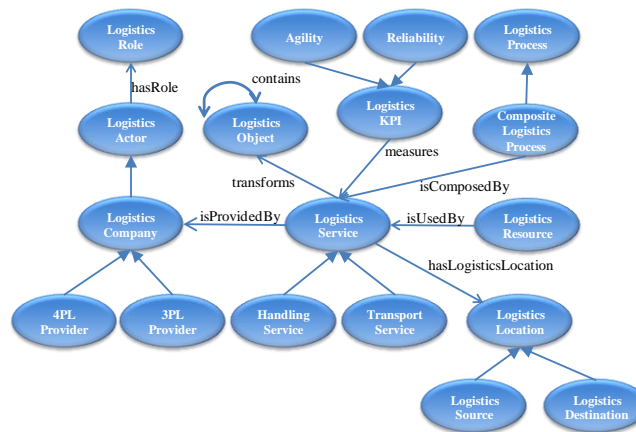 Logistics
Role
Agility
Reliability
Logistics
Process
contains
hasRole
Logistics
Actor
Logistics
Object
Logistics
KPI
Composite
Logistics
Process
measures
transforms
isComposedBy
Logistics
Company
isProvidedBy
Logistics
Service
isUsedBy
Logistics
Resource
hasLogisticsLocation
4PL
Provider
3PL
Provider
Handling
Service
Transport
Service
Logistics
Location
Logistics
Source
Logistics
Destination